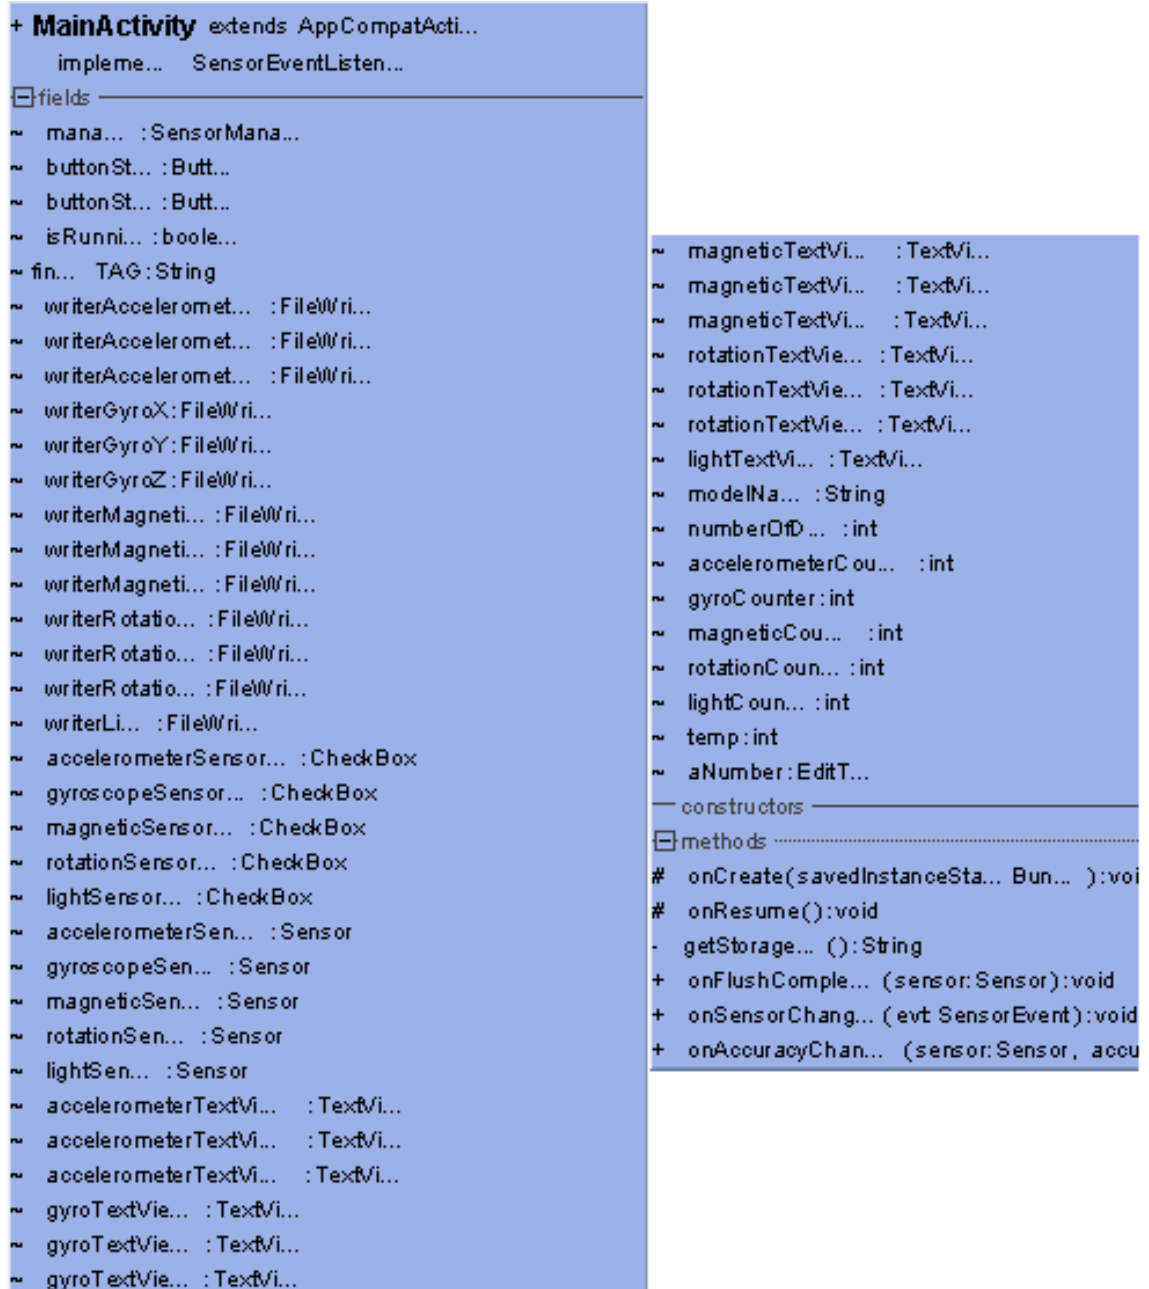 + MainActivity extends AppCompatActi...
impleme... SensorEventListen...
fields
~ mana... :SensorMana...
~ buttonSt... :Butt...
~ buttonSt... :Butt...
~ isRunni... :boole...
~ fin... TAG:String
~ writerAcceleromet... :FileWri...
~ writerAcceleromet... :FileWri...
~ writerAcceleromet... :FileWri...
~ writerGyroX:FileWri...
~ writerGyroY:FileWri...
~ writerGyroZ:FileWri...
~ writerMagneti... :FileWri...
~ writerMagneti... :FileWri...
~ writerMagneti... :FileWri...
~ writerRotatio... :FileWri...
~ writerRotatio... :FileWri...
~ writerRotatio... :FileWri...
~ writerLi... :FileWri...
~ accelerometerSensor... :CheckBox
~ gyroscopeSensor... :CheckBox
~ magneticSensor... :CheckBox
~ rotationSensor... :CheckBox
~ lightSensor... :CheckBox
~ accelerometerSen... :Sensor
~ gyroscopeSen... :Sensor
~ magneticSen... :Sensor
~ rotationSen... :Sensor
~ lightSen... :Sensor
~ accelerometerTextVi... :TextVi...
~ accelerometerTextVi... :TextVi...
~ accelerometerTextVi... :TextVi...
~ gyroTextVie... :TextVi...
~ gyroTextVie... :TextVi...
~ gyroTextVie... :TextVi...
~ magneticTextVi... :TextVi...
~ magneticTextVi... :TextVi...
~ magneticTextVi... :TextVi...
~ rotationTextVie... :TextVi...
~ rotationTextVie... :TextVi...
~ rotationTextVie... :TextVi...
~ lightTextVi... :TextVi...
~ modelNa... :String
~ numberOfD... :int
~ accelerometerCou... :int
~ gyroCounter:int
~ magneticCou... :int
~ rotationCoun... :int
~ lightCoun... :int
~ temp:int
~ aNumber:EditT...
constructors
methods
# onCreate(savedInstanceSta... Bun... ):voi
# onResume():void
- getStorage... ():String
+ onFlushComple... (sensor:Sensor):void
+ onSensorChang... (evt:SensorEvent):void
+ onAccuracyChan... (sensor:Sensor, accu